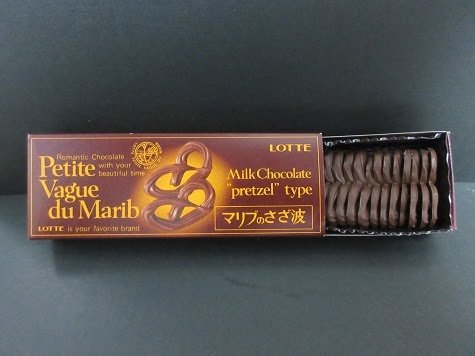 Romantic Chocolate
Petite
with your
beautiful time
Vague
du Marib
LOTTE is your favorite brand
LOTTE
Milk Chocolate
"pretzel" type
マリブのさざ波